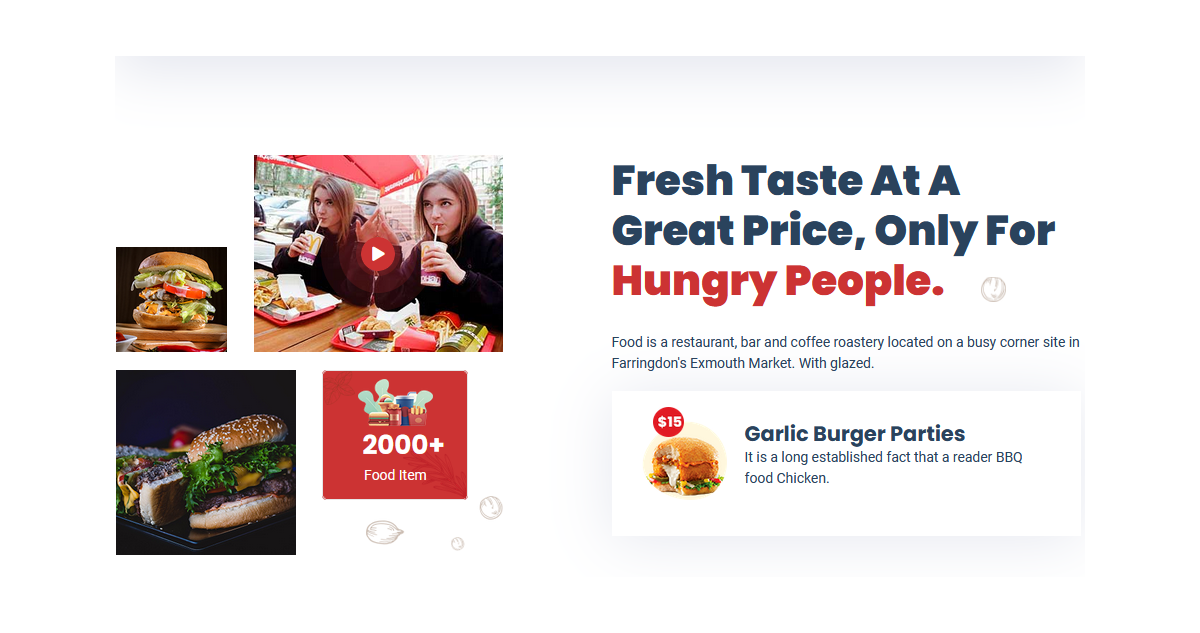 Fresh Taste At A
Great Price, Only For
Hungry People.
Food is a restaurant, bar and coffee roastery located on a busy corner site in
Farringdon's Exmouth Market. With glazed.
2000+
Food Item
$15
Garlic Burger Parties
It is a long established fact that a reader BBQ
food Chicken.